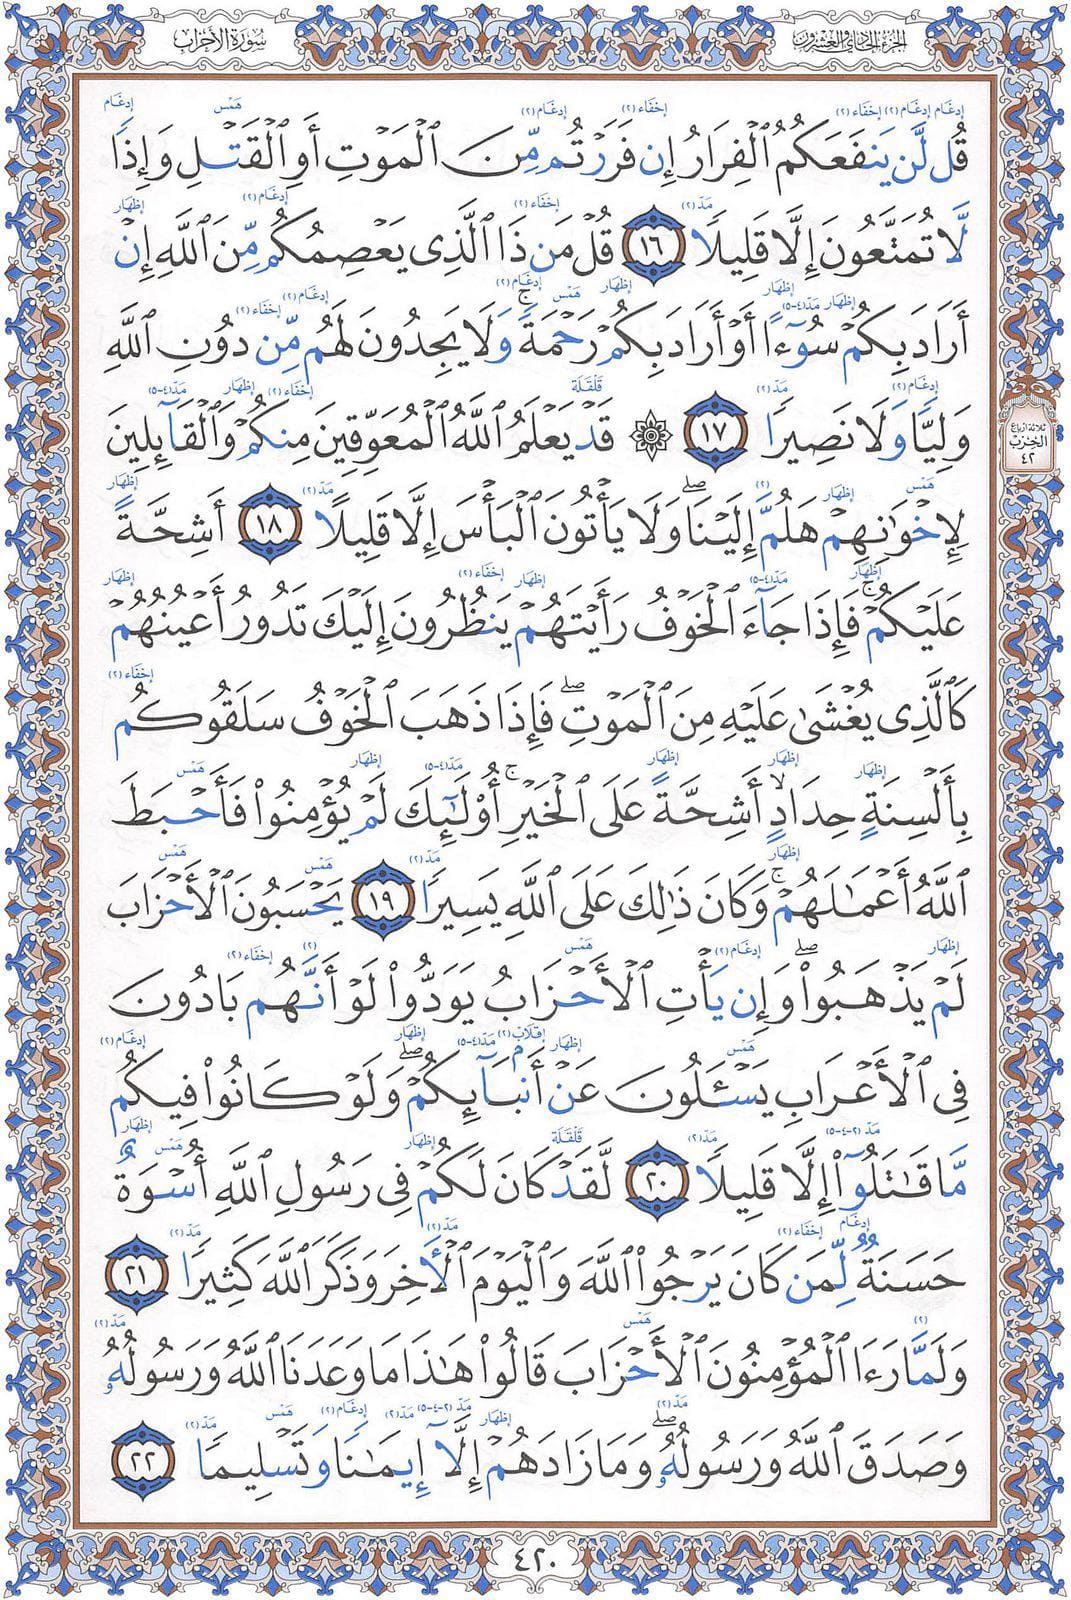 الجزء الحادي والعشرون
سورة الأحزاب
قُل لَّن يَنفَعَكُمُ ٱلْفِرَارُ إِن فَرَرْتُم مِّنَ ٱلْمَوْتِ أَوِ ٱلْقَتْلِ وَإِذًا
لَّا تُمَتَّعُونَ إِلَّا قَلِيلًا ١٦ قُلْ مَن ذَا ٱلَّذِى يَعْصِمُكُم مِّنَ ٱللَّهِ إِنْ
أَرَادَ بِكُمْ سُوٓءًا أَوْ أَرَادَ بِكُمْ رَحْمَةً ۚ وَلَا يَجِدُونَ لَهُم مِّن دُونِ ٱللَّهِ
وَلِيًّا وَلَا نَصِيرًا ١٧ ۞ قَدْ يَعْلَمُ ٱللَّهُ ٱلْمُعَوِّقِينَ مِنكُمْ وَٱلْقَآئِلِينَ
ثلاثة أرباع
الحزب
٤٢
لِإِخْوَٰنِهِمْ هَلُمَّ إِلَيْنَا ۖ وَلَا يَأْتُونَ ٱلْبَأْسَ إِلَّا قَلِيلًا ١٨ أَشِحَّةً
عَلَيْكُمْ ۚ فَإِذَا جَآءَ ٱلْخَوْفُ رَأَيْتَهُمْ يَنظُرُونَ إِلَيْكَ تَدُورُ أَعْيُنُهُمْ
كَٱلَّذِى يُغْشَىٰ عَلَيْهِ مِنَ ٱلْمَوْتِ ۖ فَإِذَا ذَهَبَ ٱلْخَوْفُ سَلَقُوكُم
بِأَلْسِنَةٍ حِدَادٍ أَشِحَّةً عَلَى ٱلْخَيْرِ ۚ أُو۟لَٰٓئِكَ لَمْ يُؤْمِنُوا۟ فَأَحْبَطَ
ٱللَّهُ أَعْمَٰلَهُمْ ۚ وَكَانَ ذَٰلِكَ عَلَى ٱللَّهِ يَسِيرًا ١٩ يَحْسَبُونَ ٱلْأَحْزَابَ
لَمْ يَذْهَبُوا۟ ۖ وَإِن يَأْتِ ٱلْأَحْزَابُ يَوَدُّوا۟ لَوْ أَنَّهُم بَادُونَ
فِى ٱلْأَعْرَابِ يَسْـَٔلُونَ عَنْ أَنۢبَآئِكُمْ ۖ وَلَوْ كَانُوا۟ فِيكُم
مَّا قَٰتَلُوٓا۟ إِلَّا قَلِيلًا ٢٠ لَّقَدْ كَانَ لَكُمْ فِى رَسُولِ ٱللَّهِ أُسْوَةٌ
حَسَنَةٌ لِّمَن كَانَ يَرْجُوا۟ ٱللَّهَ وَٱلْيَوْمَ ٱلْأَخِرَ وَذَكَرَ ٱللَّهَ كَثِيرًا ٢١
وَلَمَّا رَءَا ٱلْمُؤْمِنُونَ ٱلْأَحْزَابَ قَالُوا۟ هَٰذَا مَا وَعَدَنَا ٱللَّهُ وَرَسُولُهُۥ
وَصَدَقَ ٱللَّهُ وَرَسُولُهُۥ ۚ وَمَا زَادَهُمْ إِلَّآ إِيمَٰنًا وَتَسْلِيمًا ٢٢
٤٢٠